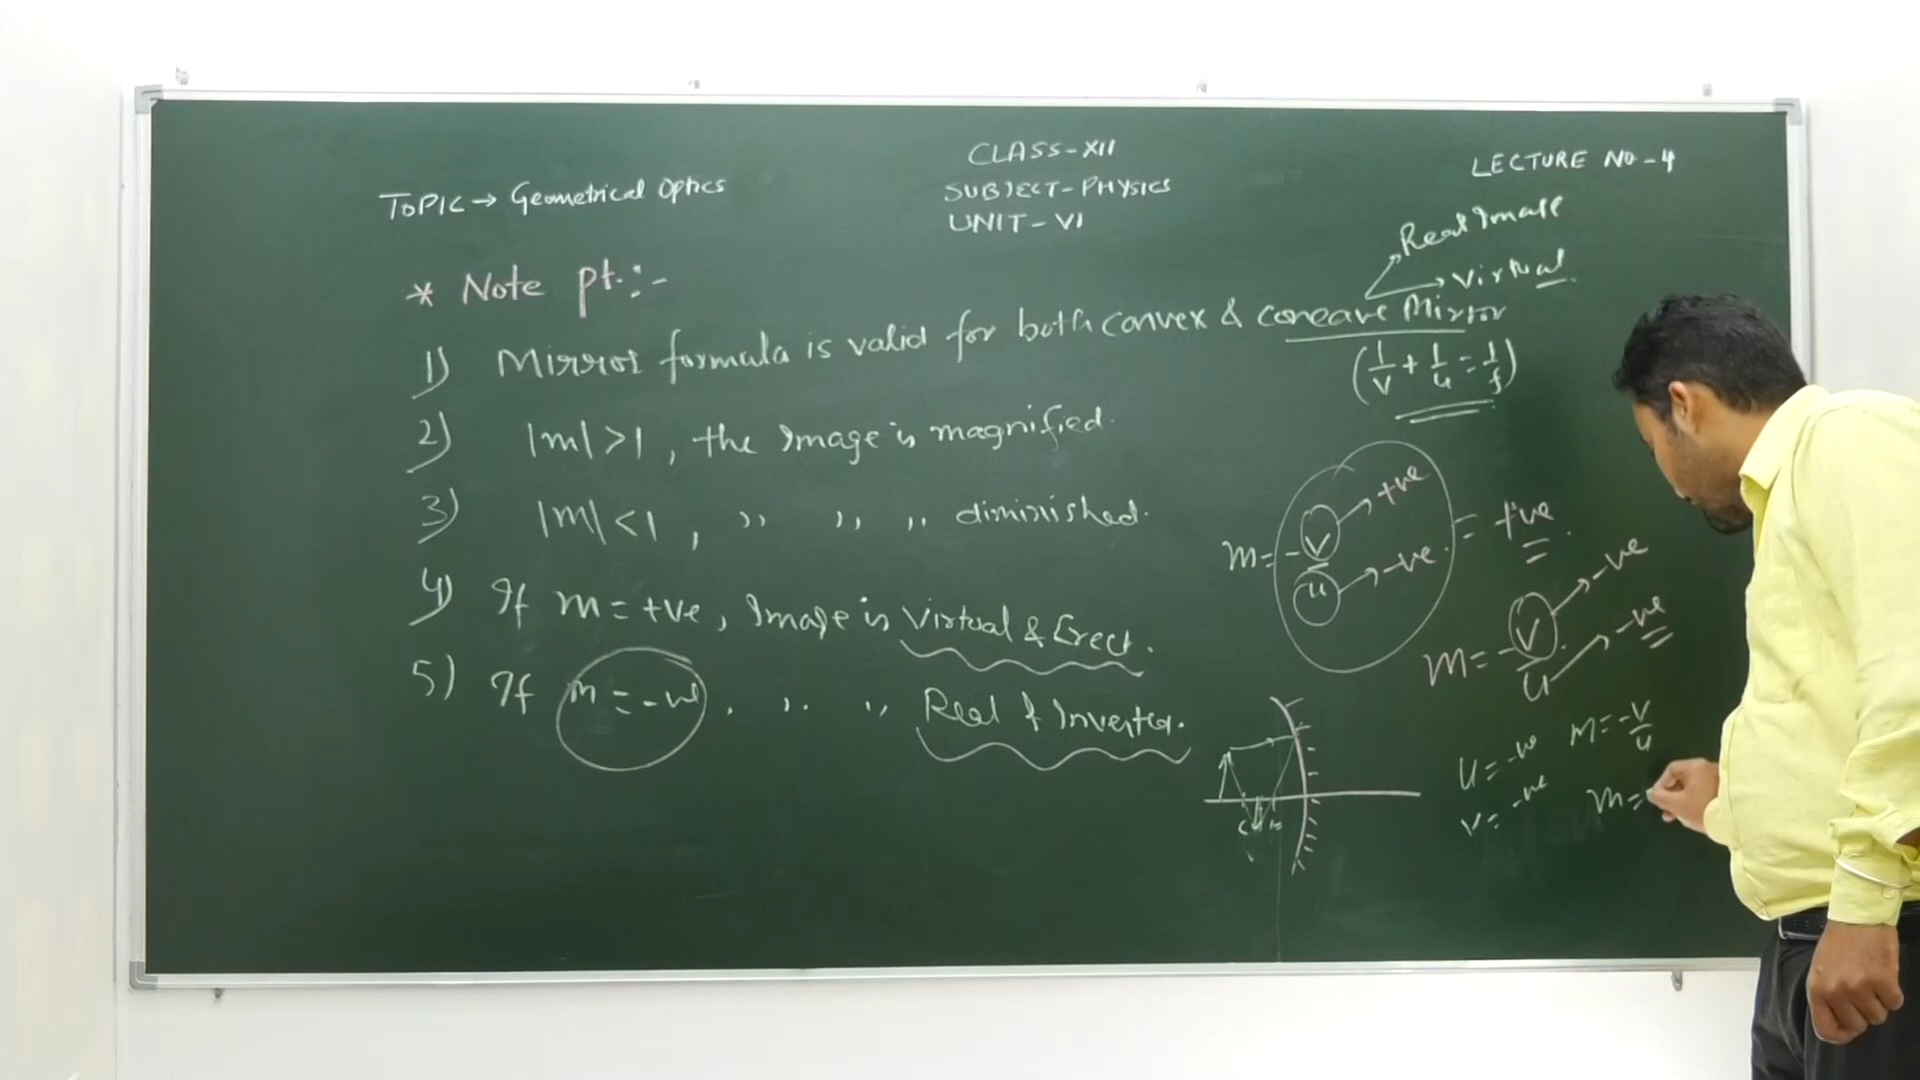 CLASS-XII
LECTURE NO-4
TOPIC → Geometrical Optics
SUBJECT-PHYSICS
UNIT-VI
Real Image
Virtual
* Note pt.:-
1) Mirror formula is valid for both convex & concave Mirror
(1/v + 1/u = 1/f)
2) |m|>1, the Image is magnified.
3) |m|<1, ,, ,, ,, diminished.
m = -v/u = +ve
v → +ve
u → -ve
4) If m = +ve, Image is Virtual & Erect.
m = -v/u
v → -ve
u → -ve
5) If m = -ve, ,, ,, Real & Inverted.
u = -ve
v = -ve
m = -v/u
m =